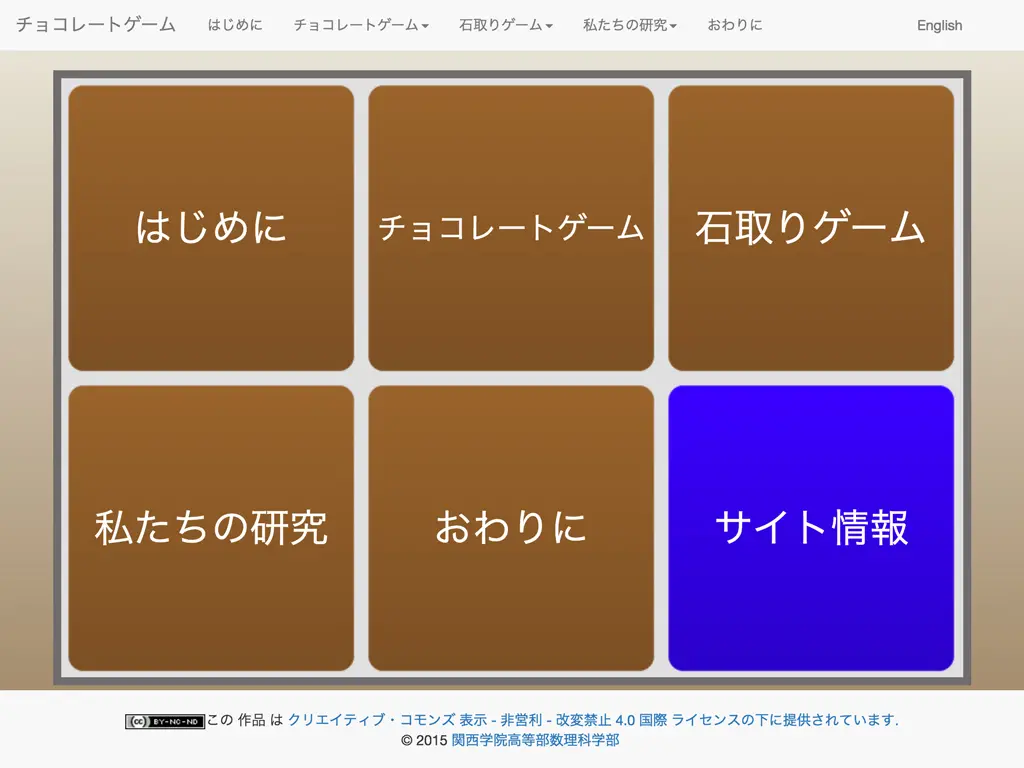 チョコレートゲーム はじめに チョコレートゲーム 石取りゲーム 私たちの研究 おわりに English
はじめに
チョコレートゲーム
石取りゲーム
私たちの研究
おわりに
サイト情報
cc BY-NC-ND この 作品 は クリエイティブ・コモンズ 表示 - 非営利 - 改変禁止 4.0 国際 ライセンスの下に提供されています.
© 2015 関西学院高等部数理科学部